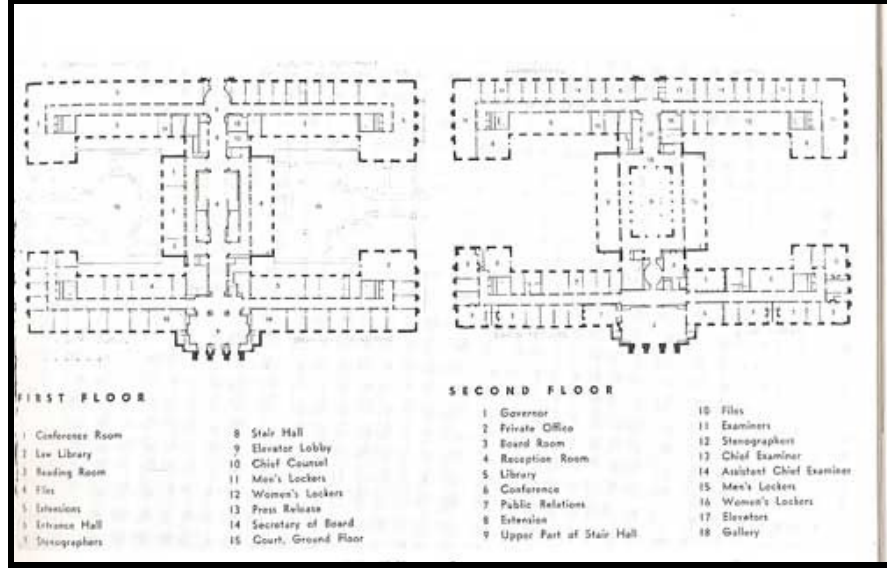 FIRST FLOOR
1 Conference Room
2 Law Library
3 Reading Room
4 Files
5 Extensions
6 Entrance Hall
7 Stenographers
8 Stair Hall
9 Elevator Lobby
10 Chief Counsel
11 Men's Lockers
12 Women's Lockers
13 Press Release
14 Secretary of Board
15 Court, Ground Floor
SECOND FLOOR
1 Governor
2 Private Office
3 Board Room
4 Reception Room
5 Library
6 Conference
7 Public Relations
8 Extension
9 Upper Part of Stair Hall
10 Files
11 Examiners
12 Stenographers
13 Chief Examiner
14 Assistant Chief Examiner
15 Men's Lockers
16 Women's Lockers
17 Elevators
18 Gallery